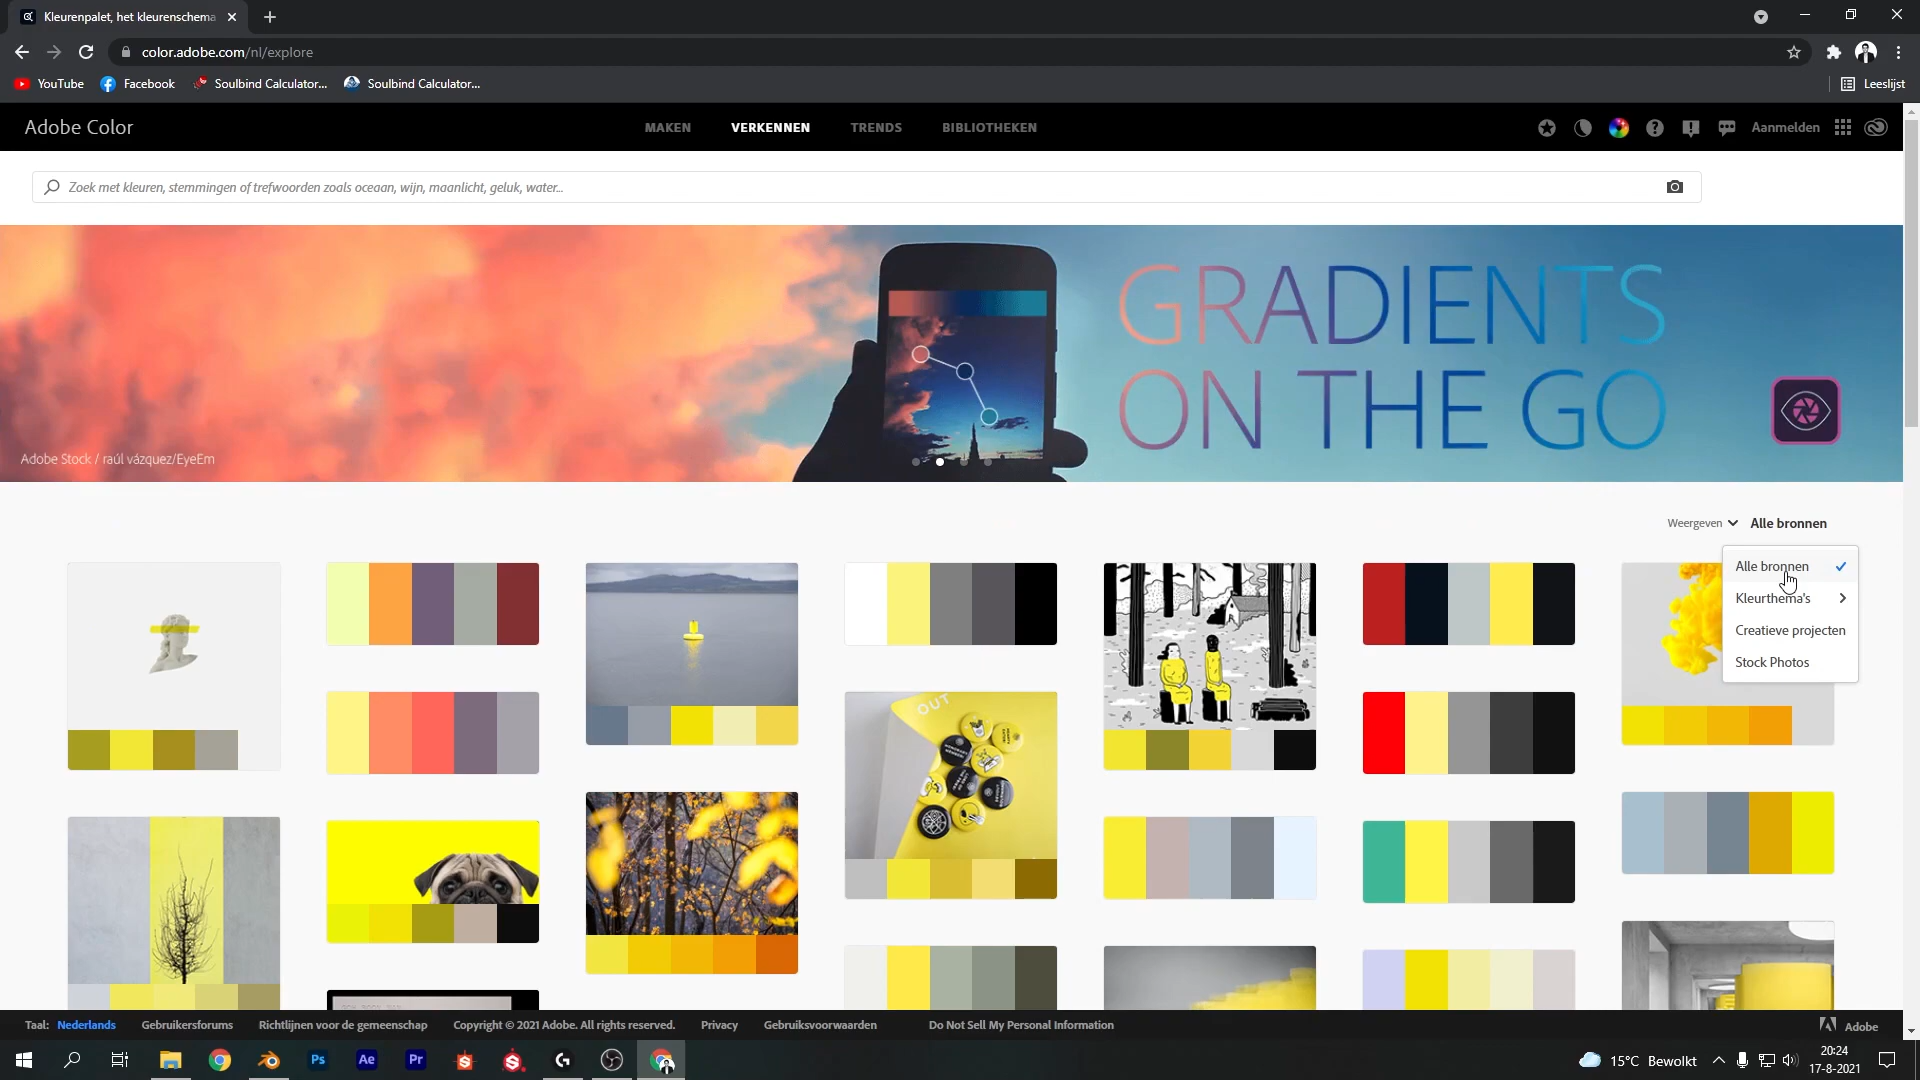 Kleurenpalet, het kleurenschema
color.adobe.com/nl/explore
YouTube
Facebook
Soulbind Calculator...
Soulbind Calculator...
Leeslijst
Adobe Color
MAKEN
VERKENNEN
TRENDS
BIBLIOTHEKEN
Aanmelden
Zoek met kleuren, stemmingen of trefwoorden zoals oceaan, wijn, maanlicht, geluk, water...
GRADIENTS
ON THE GO
Adobe Stock / raúl vázquez/EyeEm
Weergeven
Alle bronnen
Alle bronnen
Kleurthema's
Creatieve projecten
Stock Photos
OUT
Taal: Nederlands
Gebruikersforums
Richtlijnen voor de gemeenschap
Copyright © 2021 Adobe. All rights reserved.
Privacy
Gebruiksvoorwaarden
Do Not Sell My Personal Information
Adobe
Ps
Ae
Pr
15°C Bewolkt
20:24
17-8-2021